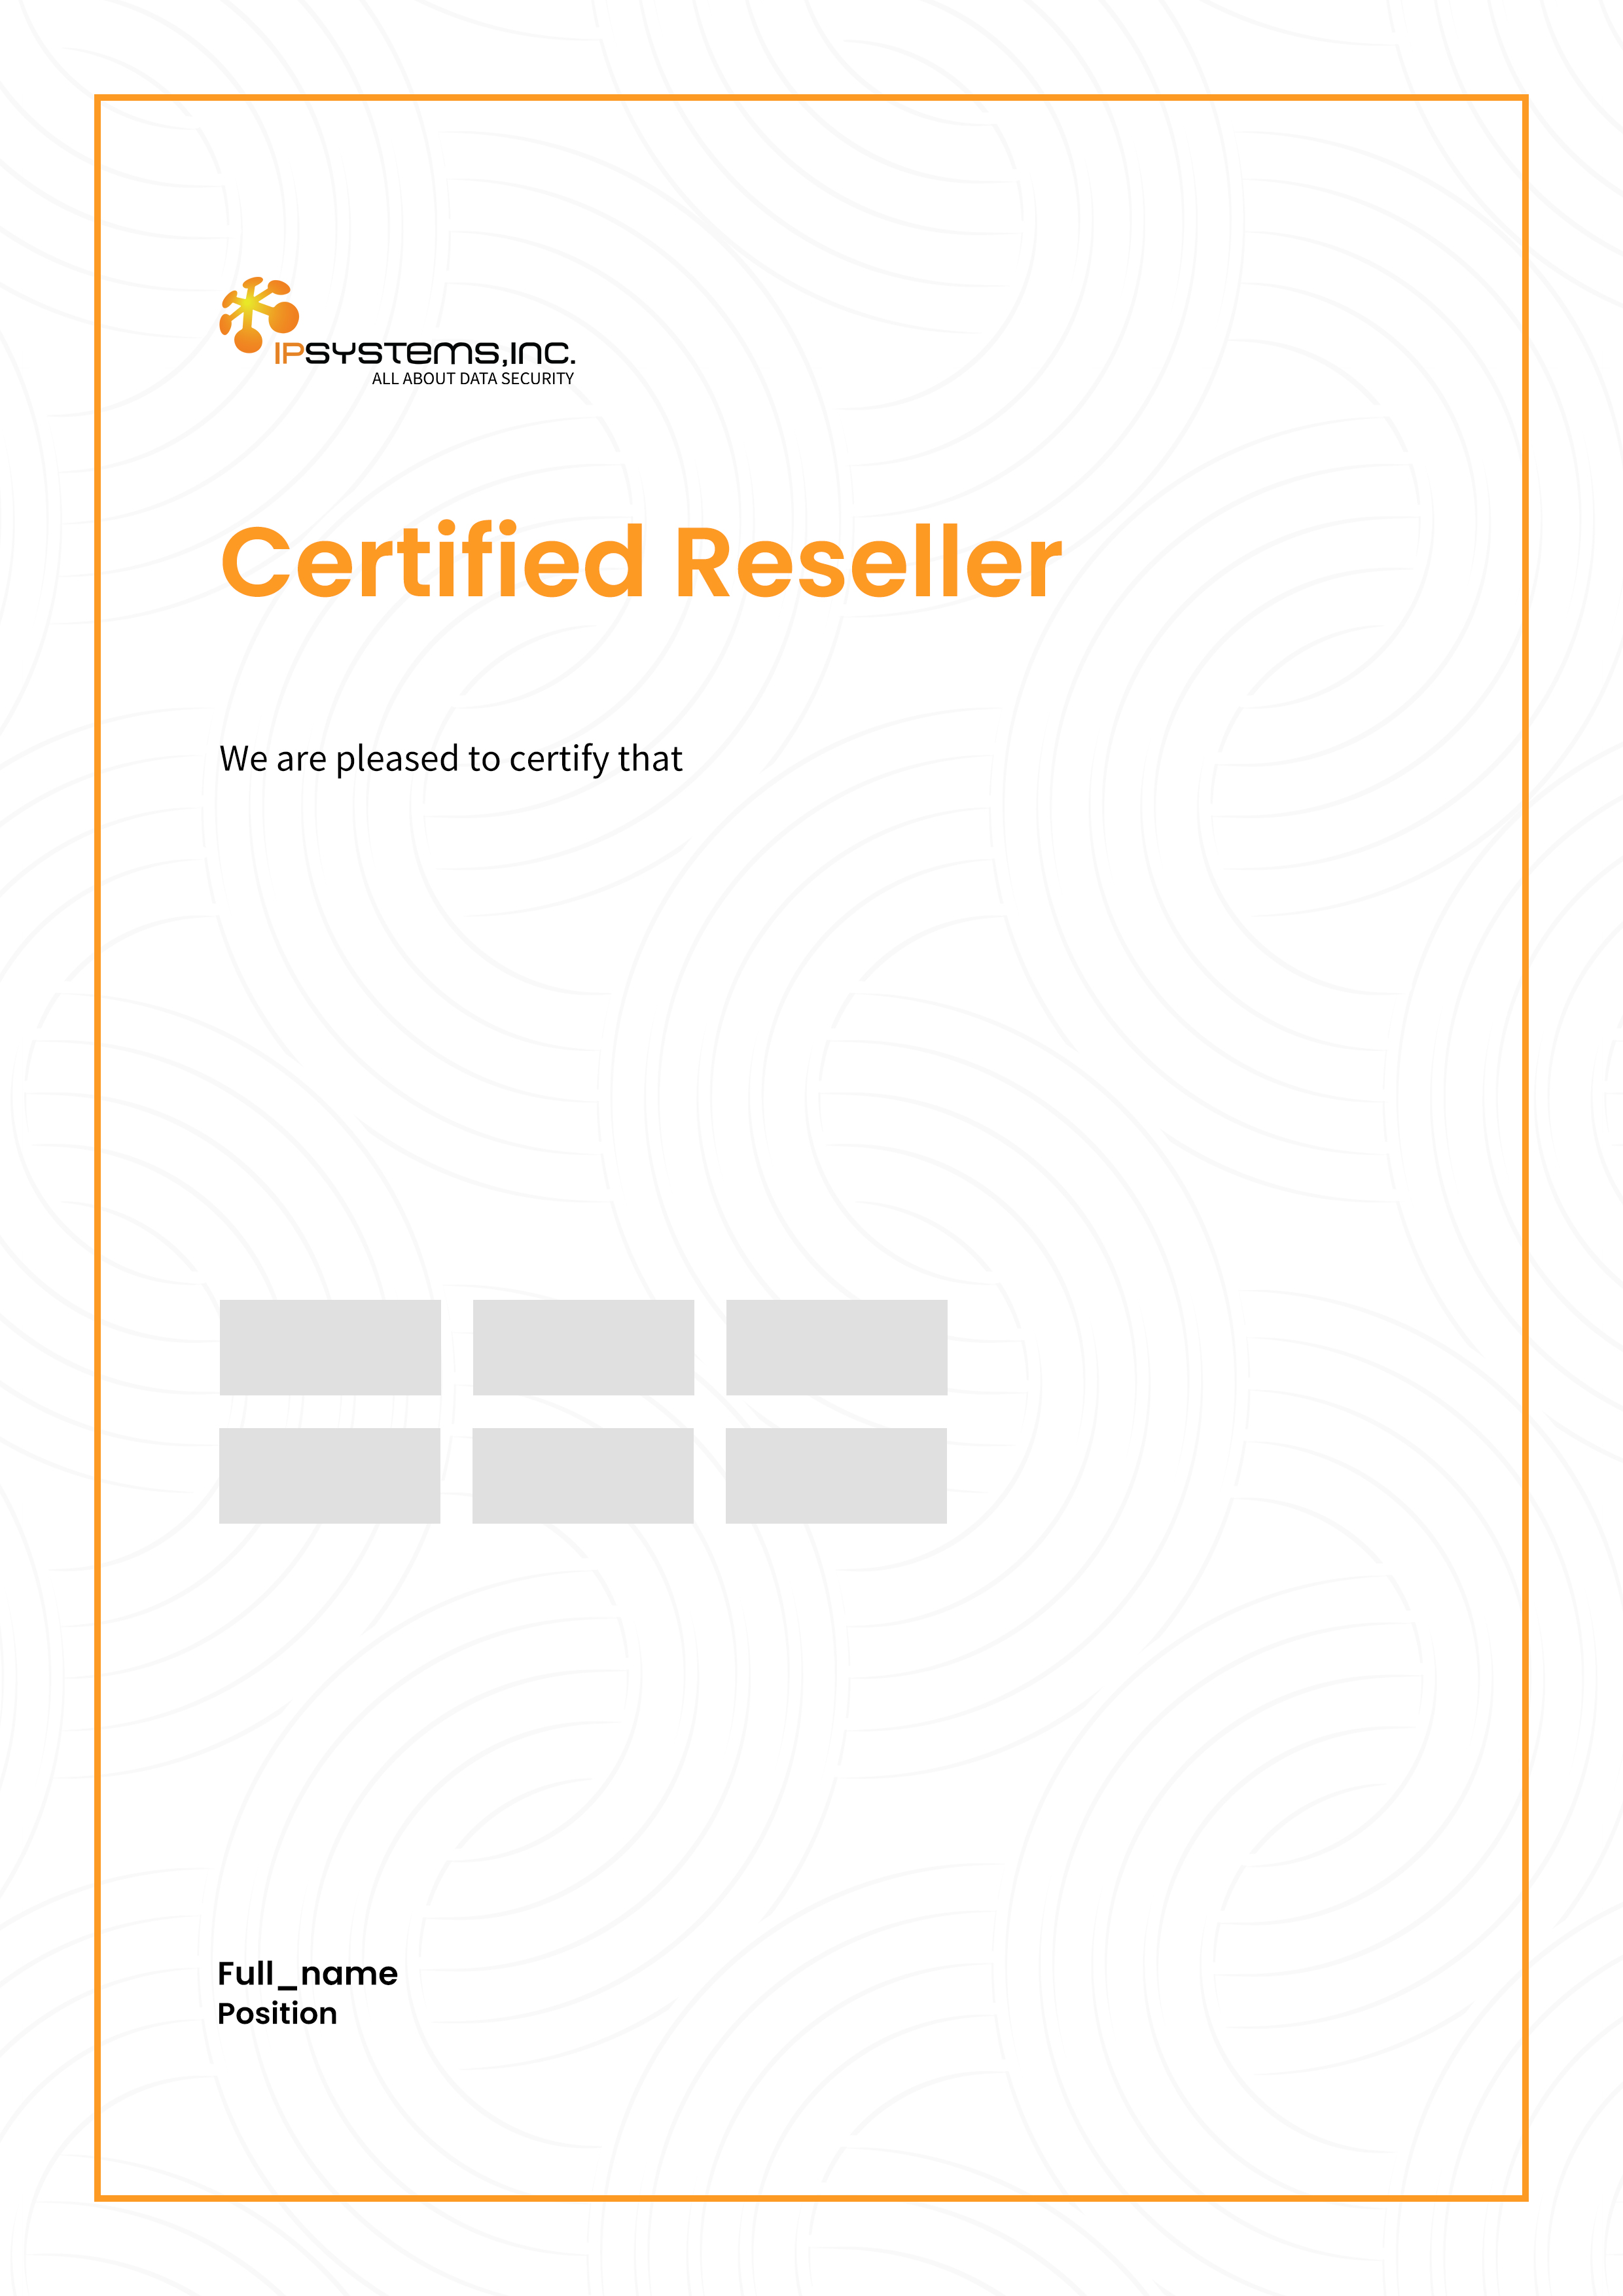 IPSYSTEMS,INC.
ALL ABOUT DATA SECURITY
Certified Reseller
We are pleased to certify that
Full_name
Position